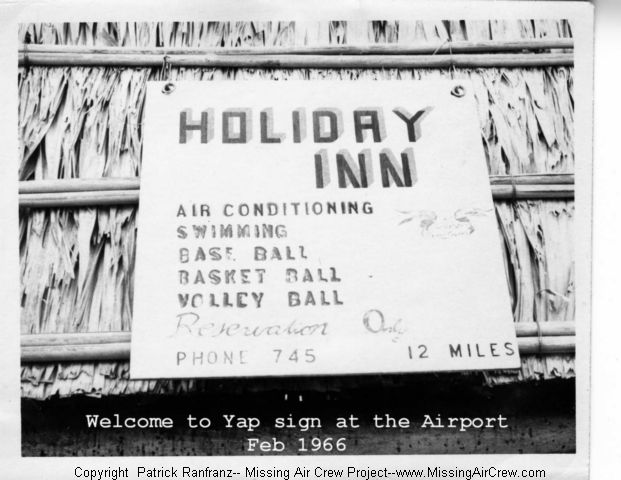 HOLIDAY
INN
AIR CONDITIONING
SWIMMING
BASE BALL
BASKET BALL
VOLLEY BALL
Reservation Only
PHONE 745
12 MILES
Welcome to Yap sign at the Airport
Feb 1966
Copyright Patrick Ranfranz-- Missing Air Crew Project--www.MissingAirCrew.com